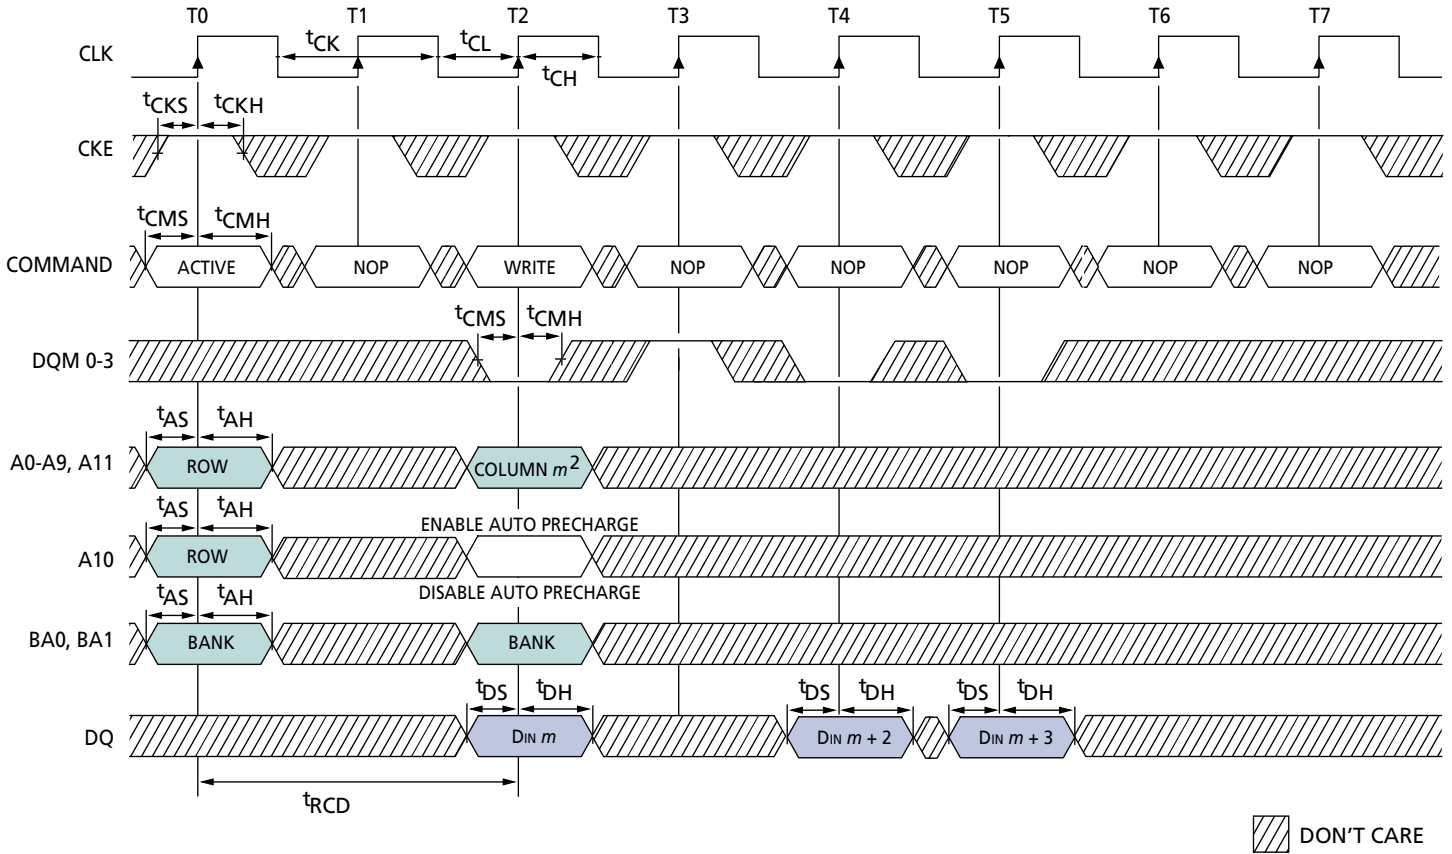 T0 T1 T2 T3 T4 T5 T6 T7
CLK
tCK tCL
tCH
tCKS tCKH
CKE
tCMS tCMH
COMMAND ACTIVE NOP WRITE NOP NOP NOP NOP NOP
tCMS tCMH
DQM 0-3
tAS tAH
A0-A9, A11 ROW COLUMN m2
tAS tAH
ENABLE AUTO PRECHARGE
A10 ROW
DISABLE AUTO PRECHARGE
tAS tAH
BA0, BA1 BANK BANK
tDS tDH tDS tDH tDS tDH
DQ DIN m DIN m + 2 DIN m + 3
tRCD
DON'T CARE